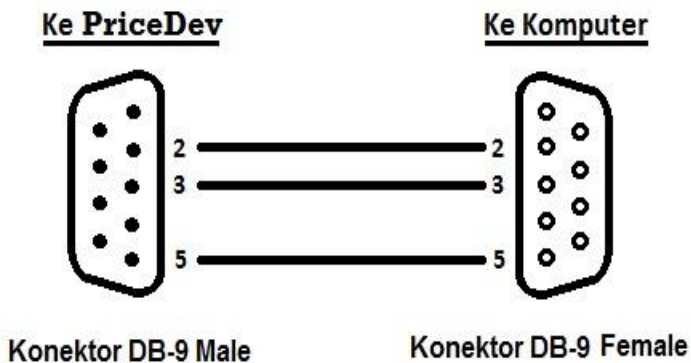 Ke PriceDev
Ke Komputer
2 2
3 3
5 5
Konektor DB-9 Male
Konektor DB-9 Female